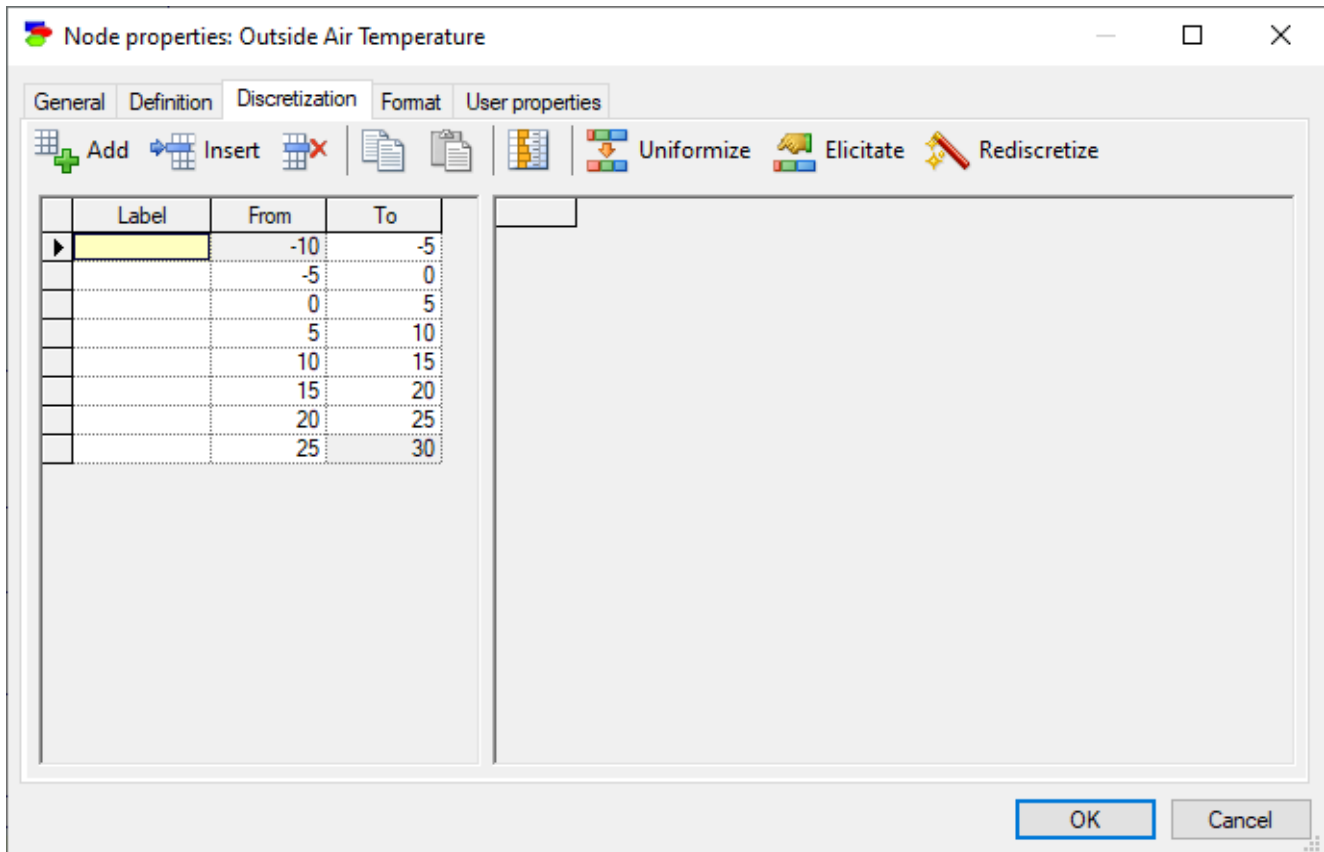 Node properties: Outside Air Temperature
General Definition Discretization Format User properties
Add Insert Uniformize Elicitate Rediscretize
Label From To
-10 -5
-5 0
0 5
5 10
10 15
15 20
20 25
25 30
OK Cancel